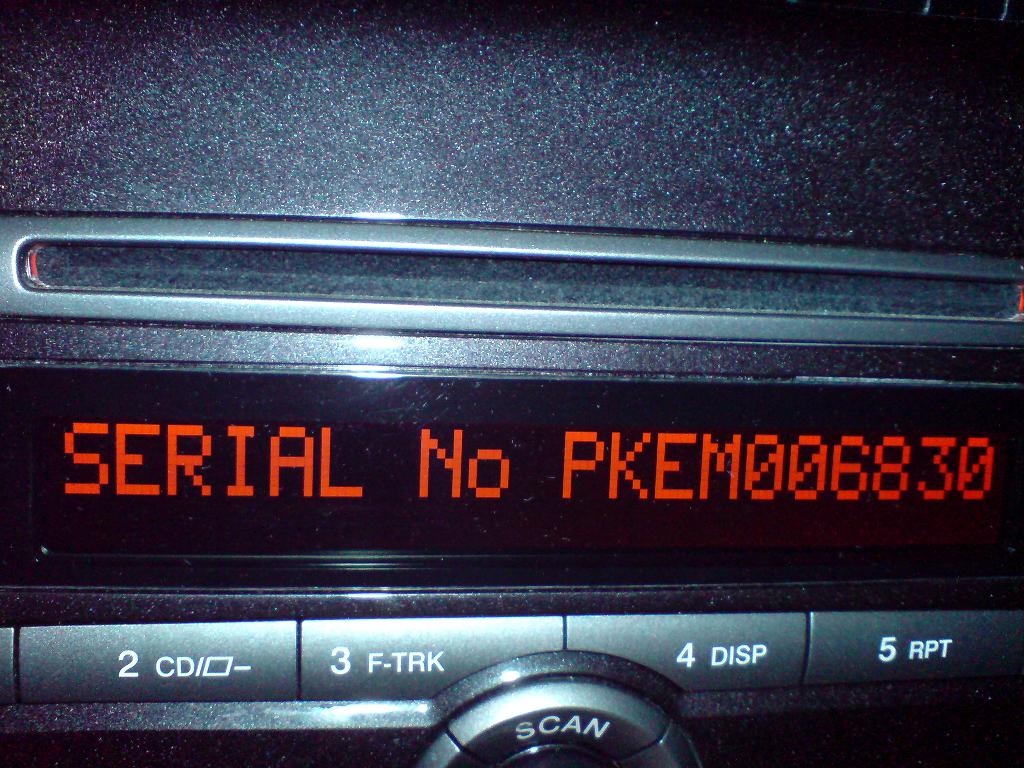 SERIAL No PKEM006830
2 CD/▱– 3 F-TRK 4 DISP 5 RPT
SCAN